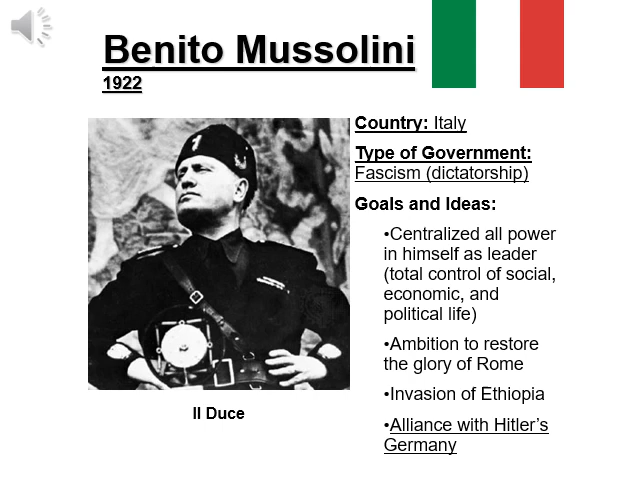 Benito Mussolini
1922
Country: Italy
Type of Government:
Fascism (dictatorship)
Goals and Ideas:
•Centralized all power
in himself as leader
(total control of social,
economic, and
political life)
•Ambition to restore
the glory of Rome
•Invasion of Ethiopia
•Alliance with Hitler’s
Germany
Il Duce